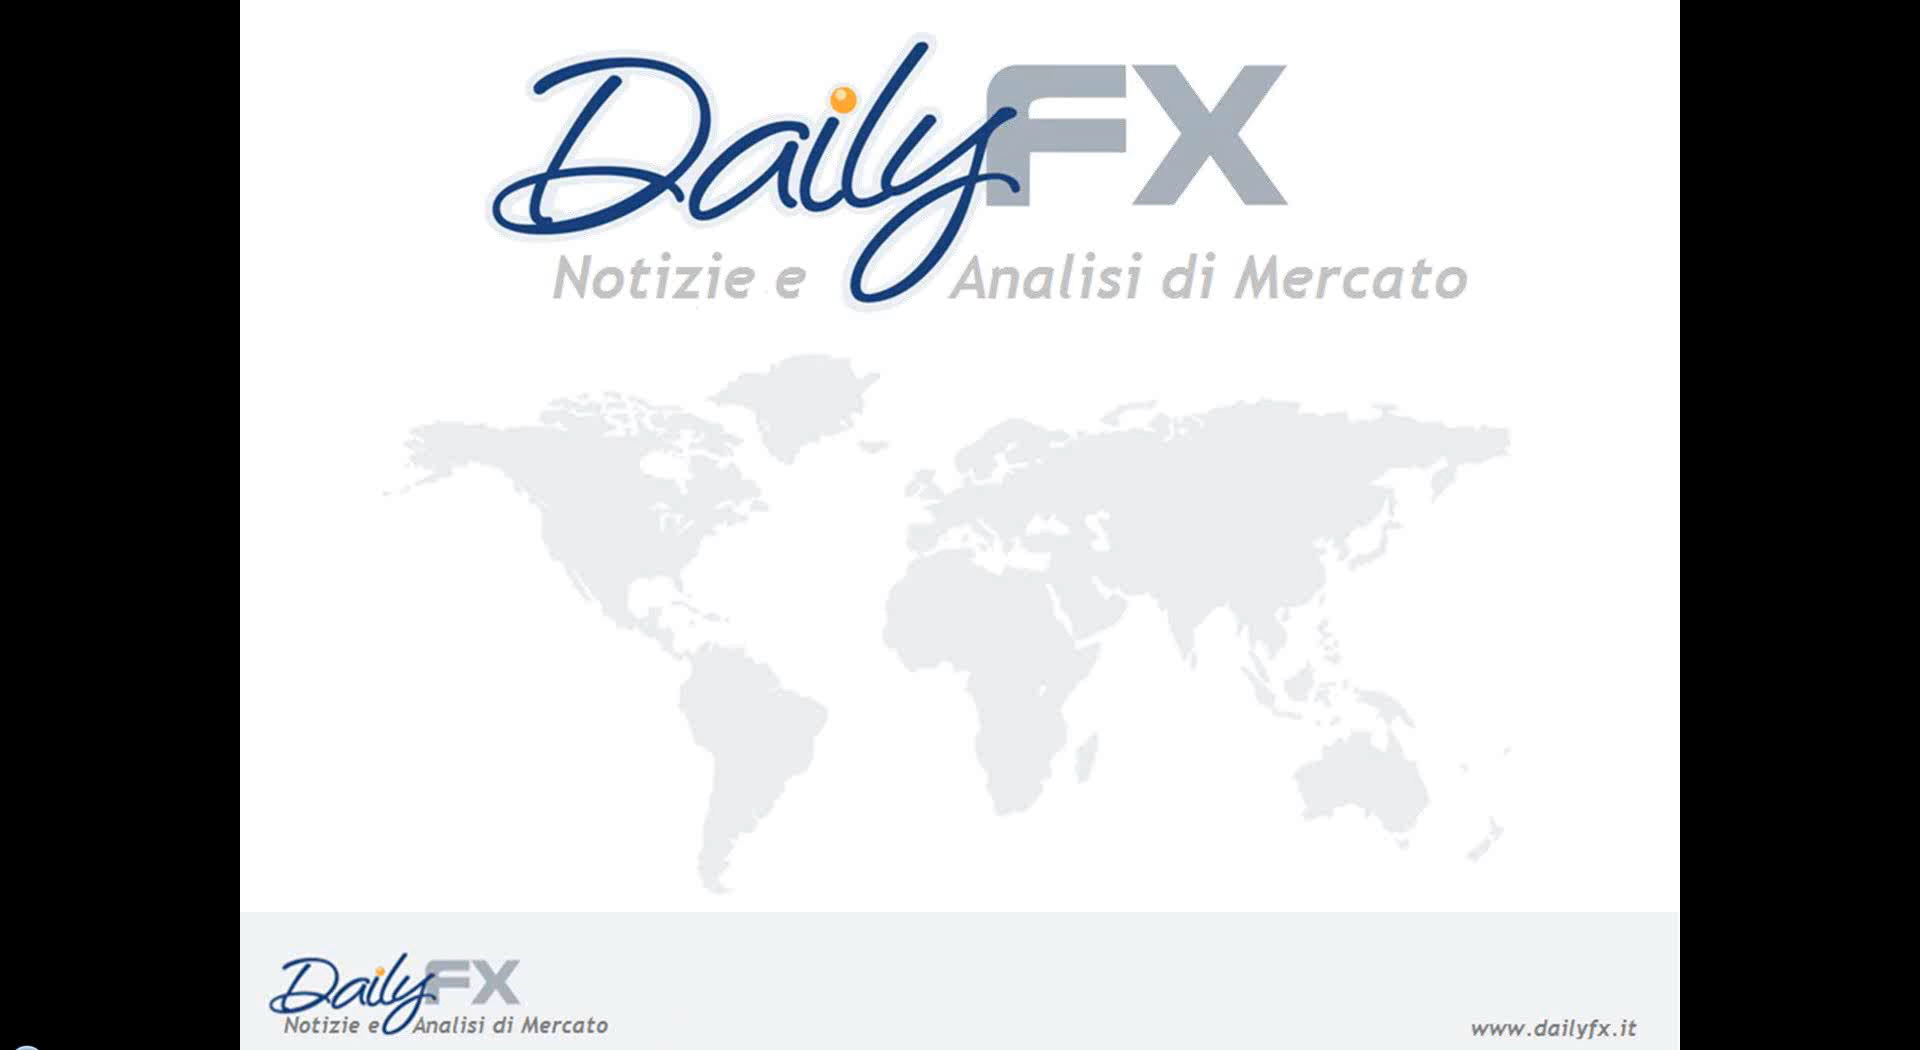 DailyFX
Notizie e Analisi di Mercato
DailyFX
Notizie e Analisi di Mercato
www.dailyfx.it